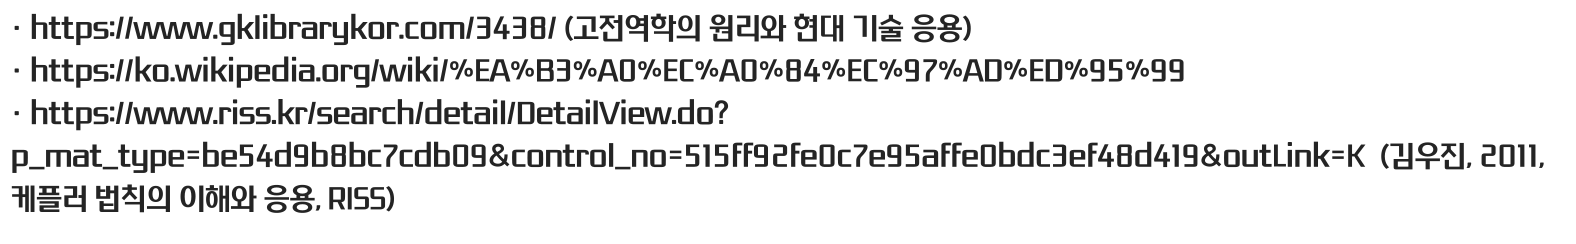 · https://www.gklibrarykor.com/3438/ (고전역학의 원리와 현대 기술 응용)
· https://ko.wikipedia.org/wiki/%EA%B3%A0%EC%A0%84%EC%97%AD%ED%95%99
· https://www.riss.kr/search/detail/DetailView.do?
p_mat_type=be54d9b8bc7cdb09&control_no=515ff92fe0c7e95affe0bdc3ef48d419&outLink=K (김우진, 2011,
케플러 법칙의 이해와 응용, RISS)